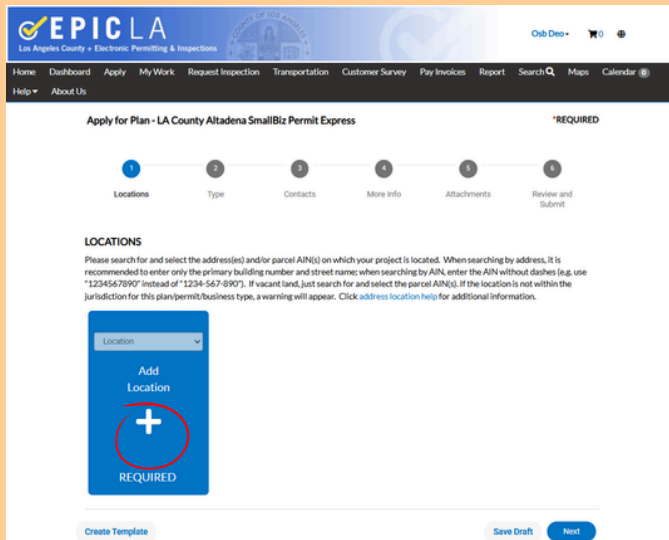 EPICLA
Los Angeles County + Electronic Permitting & Inspections
Osb Deo
0
Home Dashboard Apply My Work Request Inspection Transportation Customer Survey Pay Invoices Report Search Maps Calendar 0
Help About Us
Apply for Plan - LA County Altadena SmallBiz Permit Express
*REQUIRED
1 2 3 4 5 6
Locations Type Contacts More Info Attachments Review and
Submit
LOCATIONS
Please search for and select the address(es) and/or parcel AIN(s) on which your project is located. When searching by address, it is
recommended to enter only the primary building number and street name; when searching by AIN, enter the AIN without dashes (e.g. use
"1234567890" instead of "1234-567-890"). If vacant land, just search for and select the parcel AIN(s). If the location is not within the
jurisdiction for this plan/permit/business type, a warning will appear. Click address location help for additional information.
Location
Add
Location
REQUIRED
Create Template
Save Draft
Next